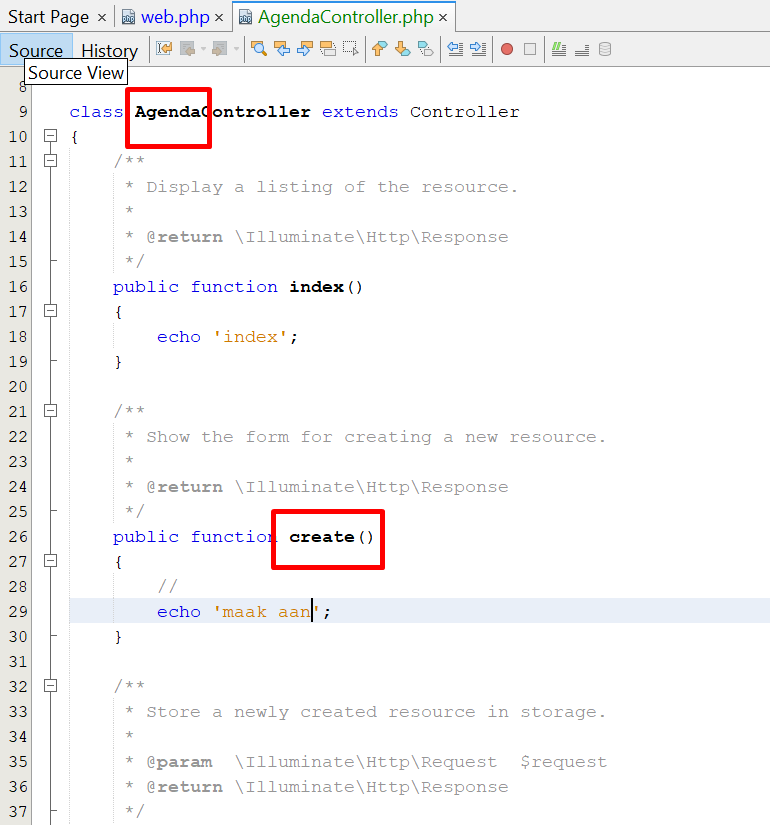 Start Page × web.php × AgendaController.php ×
Source History
Source View
8
9 class AgendaController extends Controller
10 {
11 /**
12 * Display a listing of the resource.
13 *
14 * @return \Illuminate\Http\Response
15 */
16 public function index()
17 {
18 echo 'index';
19 }
20
21 /**
22 * Show the form for creating a new resource.
23 *
24 * @return \Illuminate\Http\Response
25 */
26 public function create()
27 {
28 //
29 echo 'maak aan';
30 }
31
32 /**
33 * Store a newly created resource in storage.
34 *
35 * @param  \Illuminate\Http\Request  $request
36 * @return \Illuminate\Http\Response
37 */